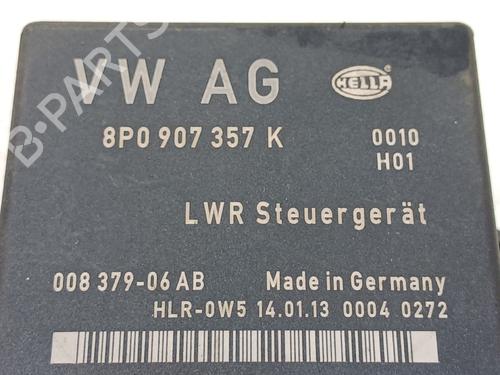 VW AG HELLA
8P0 907 357 K 0010
H01
LWR Steuergerät
008 379-06 AB Made in Germany
HLR-0W5 14.01.13 0004 0272
B-PARTS